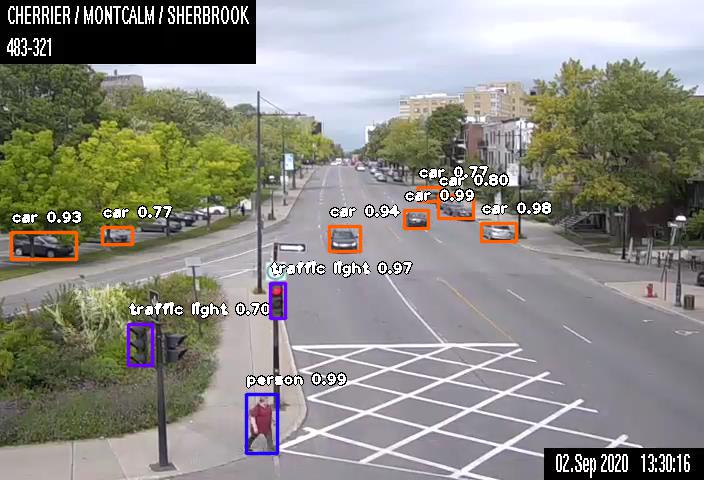 CHERRIER / MONTCALM / SHERBROOK
483-321
car 0.77
car 0.80
car 0.99
car 0.93
car 0.77
car 0.94
car 0.98
traffic light 0.97
traffic light 0.70
person 0.99
02.Sep 2020 13:30:16